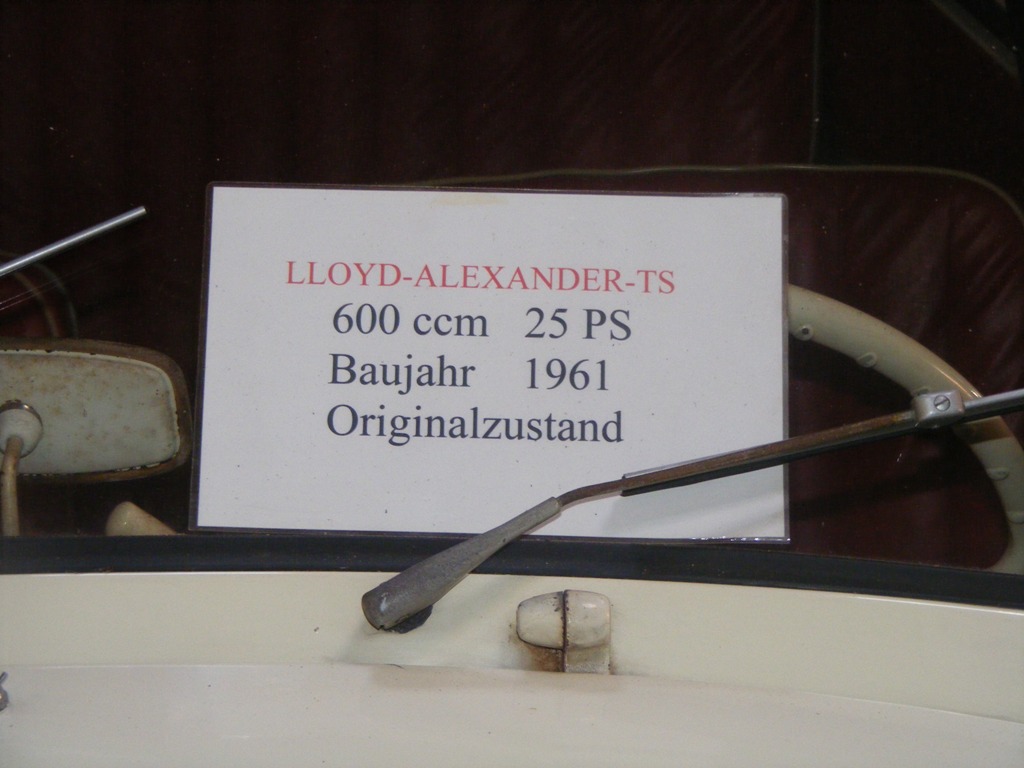 LLOYD-ALEXANDER-TS
600 ccm 25 PS
Baujahr 1961
Originalzustand